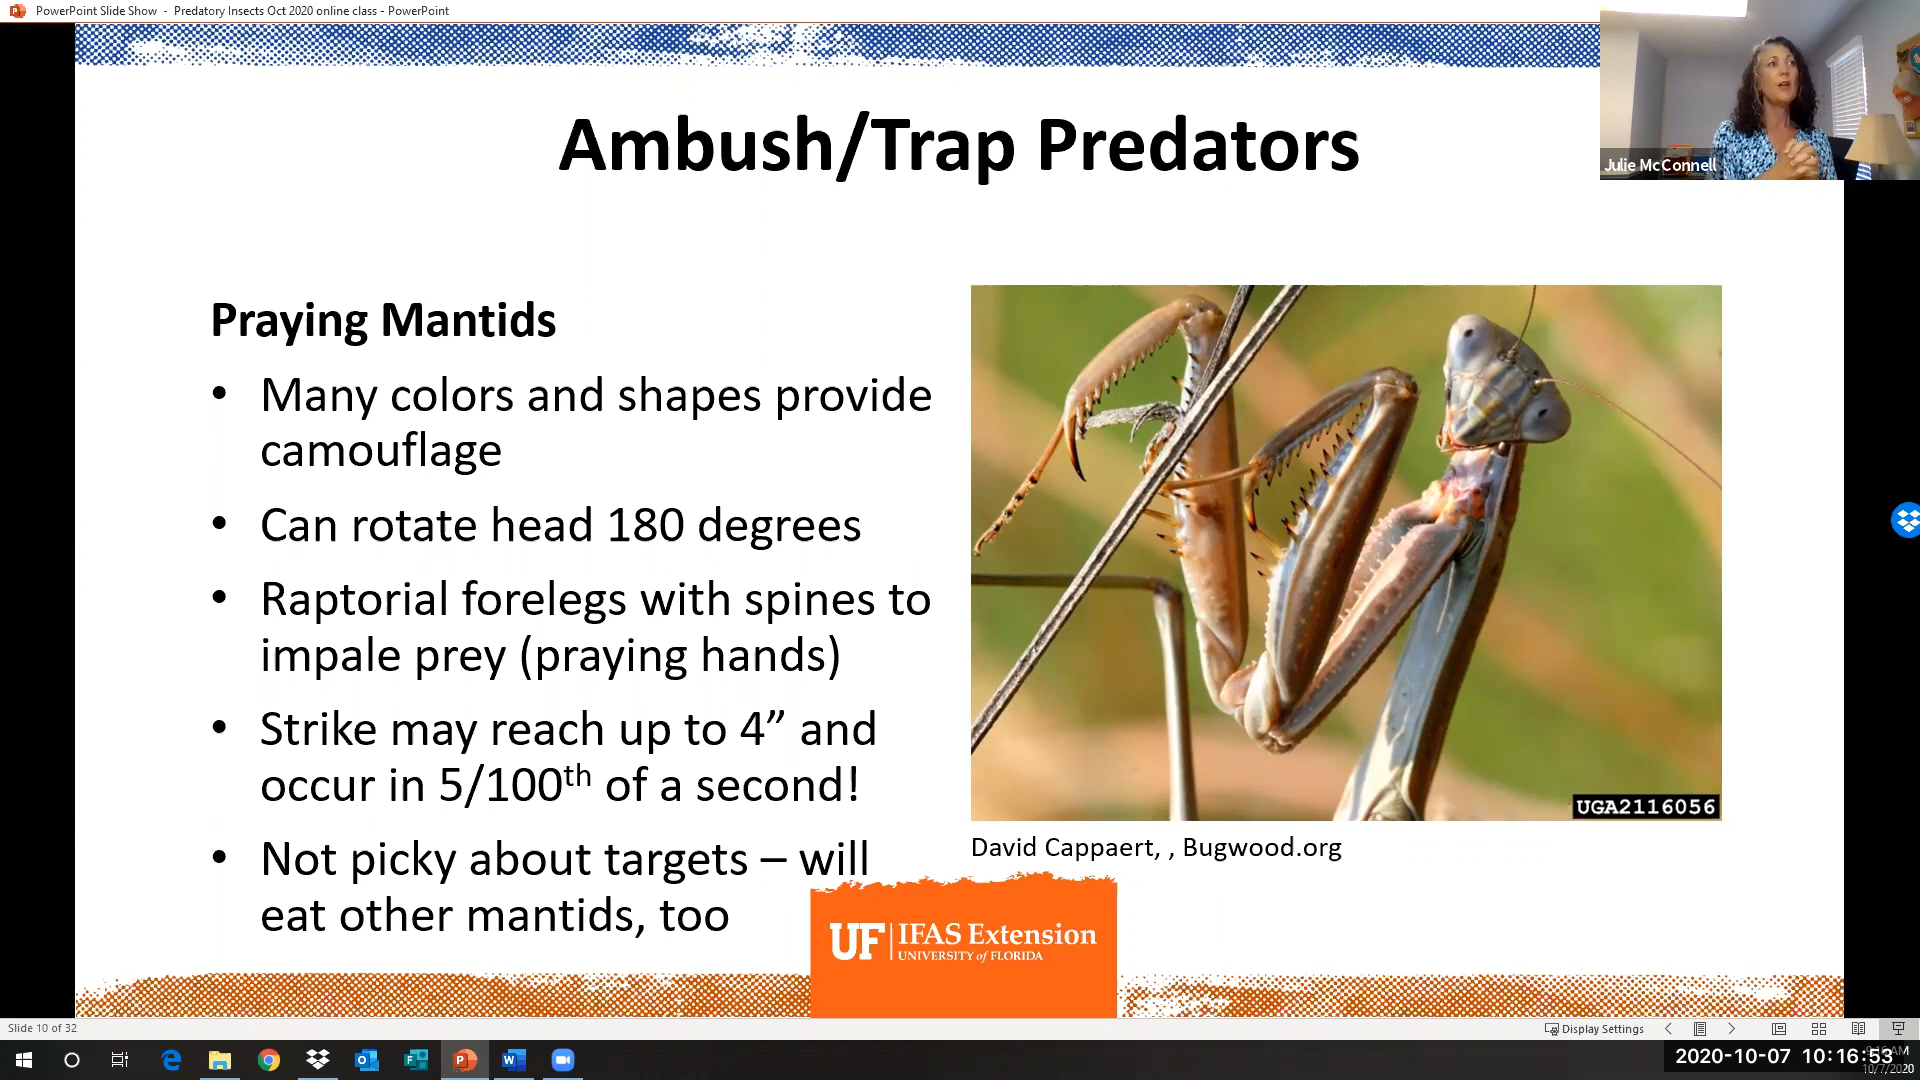 PowerPoint Slide Show - Predatory Insects Oct 2020 online class - PowerPoint
Julie McConnell
Ambush/Trap Predators
Praying Mantids
• Many colors and shapes provide
camouflage
• Can rotate head 180 degrees
• Raptorial forelegs with spines to
impale prey (praying hands)
• Strike may reach up to 4” and
occur in 5/100th of a second!
• Not picky about targets – will
eat other mantids, too
UGA2116056
David Cappaert, , Bugwood.org
UF IFAS Extension
UNIVERSITY of FLORIDA
Slide 10 of 32
Display Settings
2020-10-07 10:16:53
10/7/2020